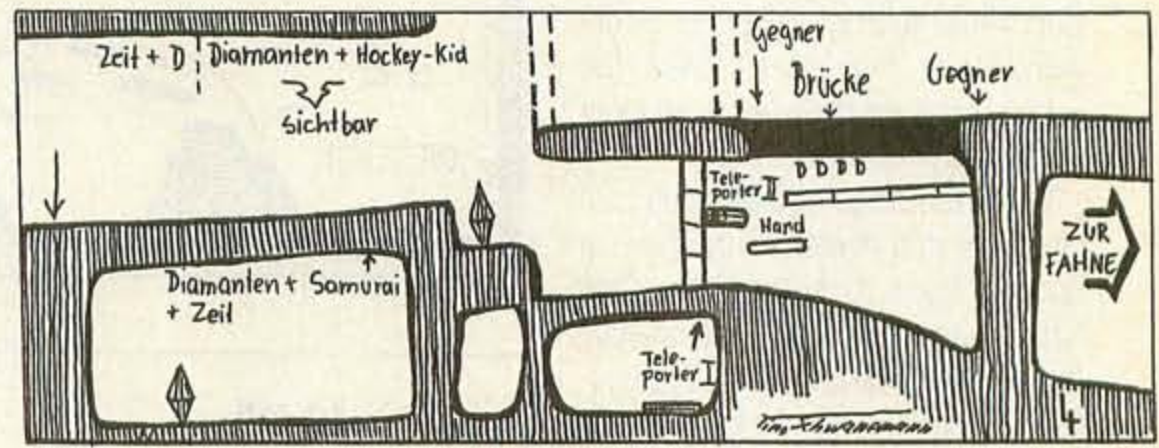 Zeit + D
Diamanten + Hockey-Kid
sichtbar
Gegner
Brücke
Gegner
D D D D
Tele-
porter II
Hand
ZUR
FAHNE
Diamanten + Samurai
+ Zeit
Tele-
porter I
4